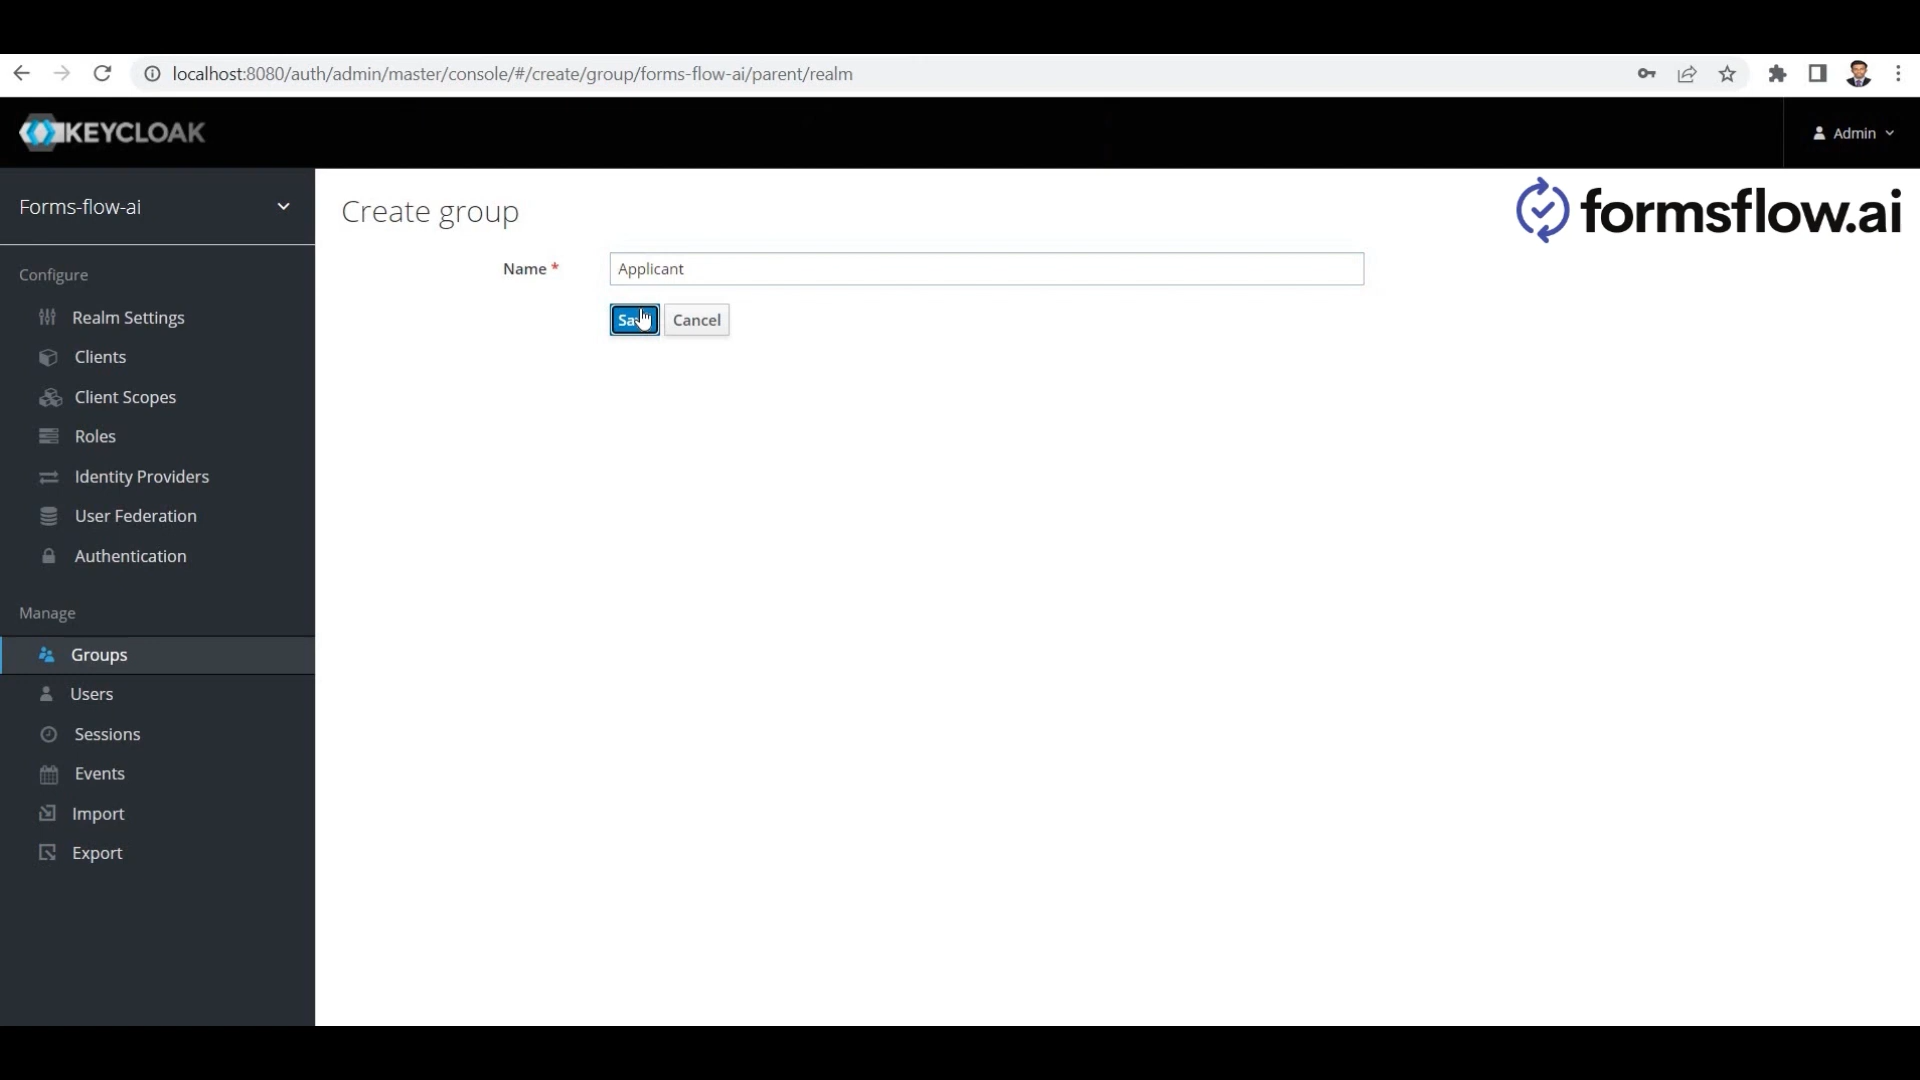 localhost:8080/auth/admin/master/console/#/create/group/forms-flow-ai/parent/realm
KEYCLOAK
Admin
Forms-flow-ai
formsflow.ai
Create group
Name *
Applicant
Cancel
Configure
Realm Settings
Clients
Client Scopes
Roles
Identity Providers
User Federation
Authentication
Manage
Groups
Users
Sessions
Events
Import
Export